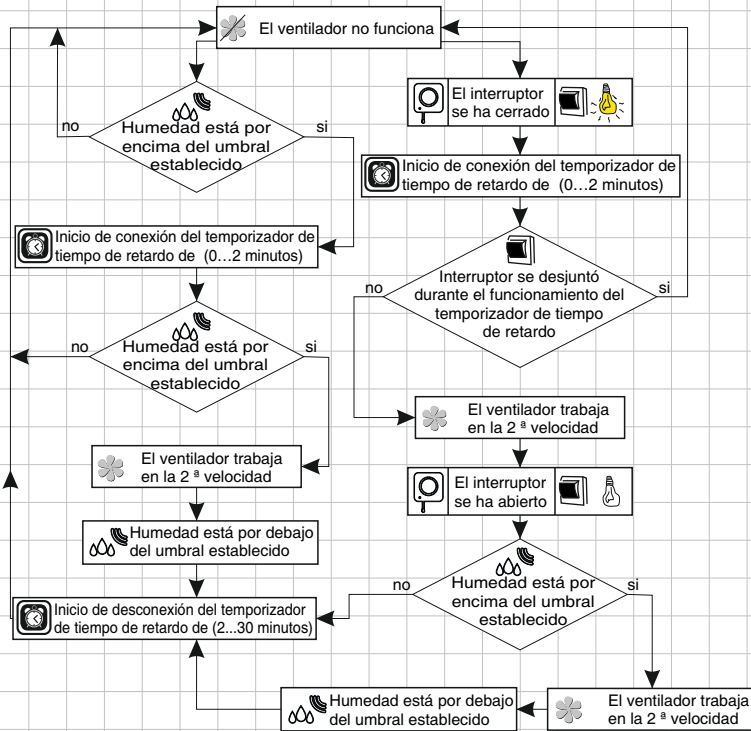 El ventilador no funciona
Humedad está por
encima del umbral
establecido
no
si
El interruptor
se ha cerrado
Inicio de conexión del temporizador de
tiempo de retardo de (0...2 minutos)
Inicio de conexión del temporizador de
tiempo de retardo de (0...2 minutos)
Interruptor se desjuntó
durante el funcionamiento del
temporizador de tiempo
de retardo
no
si
Humedad está por
encima del umbral
establecido
no
si
El ventilador trabaja
en la 2 ª velocidad
El ventilador trabaja
en la 2 ª velocidad
El interruptor
se ha abierto
Humedad está por debajo
del umbral establecido
Humedad está por
encima del umbral
establecido
no
si
Inicio de desconexión del temporizador
de tiempo de retardo de (2...30 minutos)
Humedad está por debajo
del umbral establecido
El ventilador trabaja
en la 2 ª velocidad